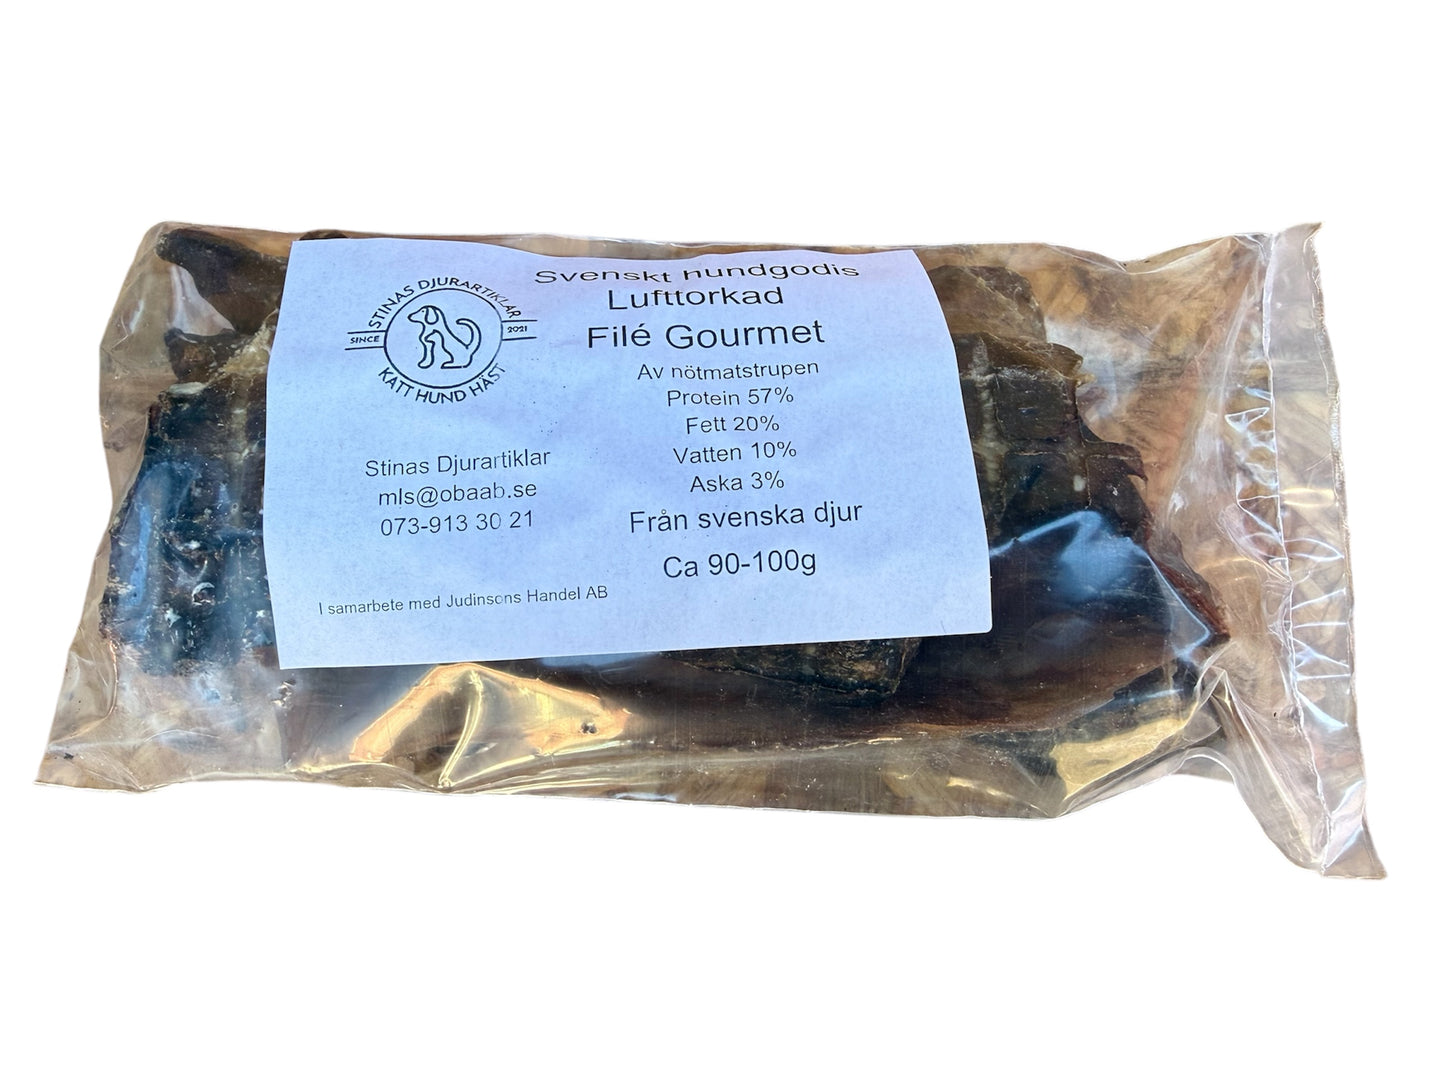 STINAS DJURARTIKLAR
SINCE 2021
KATT HUND HÄST
Stinas Djurartiklar
mls@obaab.se
073-913 30 21
I samarbete med Judinsons Handel AB
Svenskt hundgodis
Lufttorkad
Filé Gourmet
Av nötmatstrupen
Protein 57%
Fett 20%
Vatten 10%
Aska 3%
Från svenska djur
Ca 90-100g